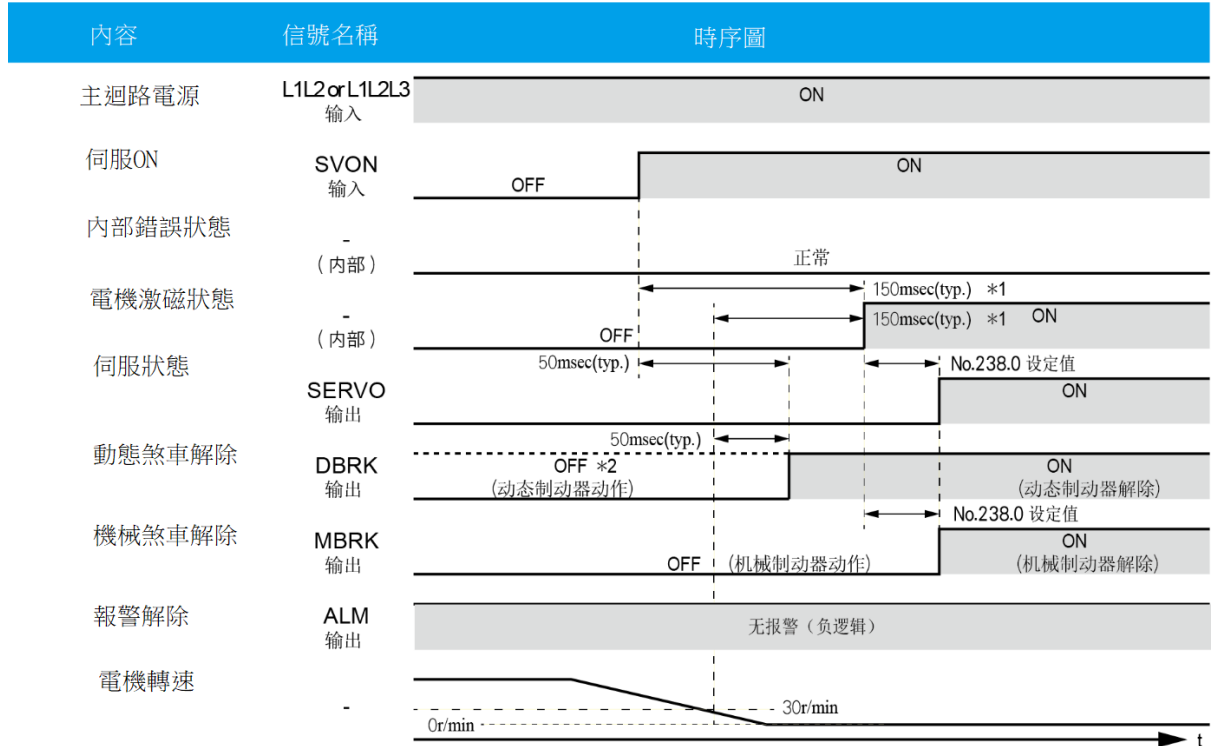 內容 信號名稱 時序圖
主迴路電源 L1L2 or L1L2L3 ON
输入
伺服ON SVON ON
输入 OFF
內部錯誤狀態 -
（内部） 正常
電機激磁狀態 150msec(typ.) *1
- 150msec(typ.) *1 ON
（内部） OFF
伺服狀態 50msec(typ.) No.238.0 设定值
SERVO ON
输出
50msec(typ.)
動態煞車解除 DBRK OFF *2 ON
输出 (动态制动器动作) (动态制动器解除)
No.238.0 设定值
機械煞車解除 MBRK ON
输出 OFF (机械制动器动作) (机械制动器解除)
報警解除 ALM 无报警（负逻辑）
输出
電機轉速
- 30r/min
0r/min
t